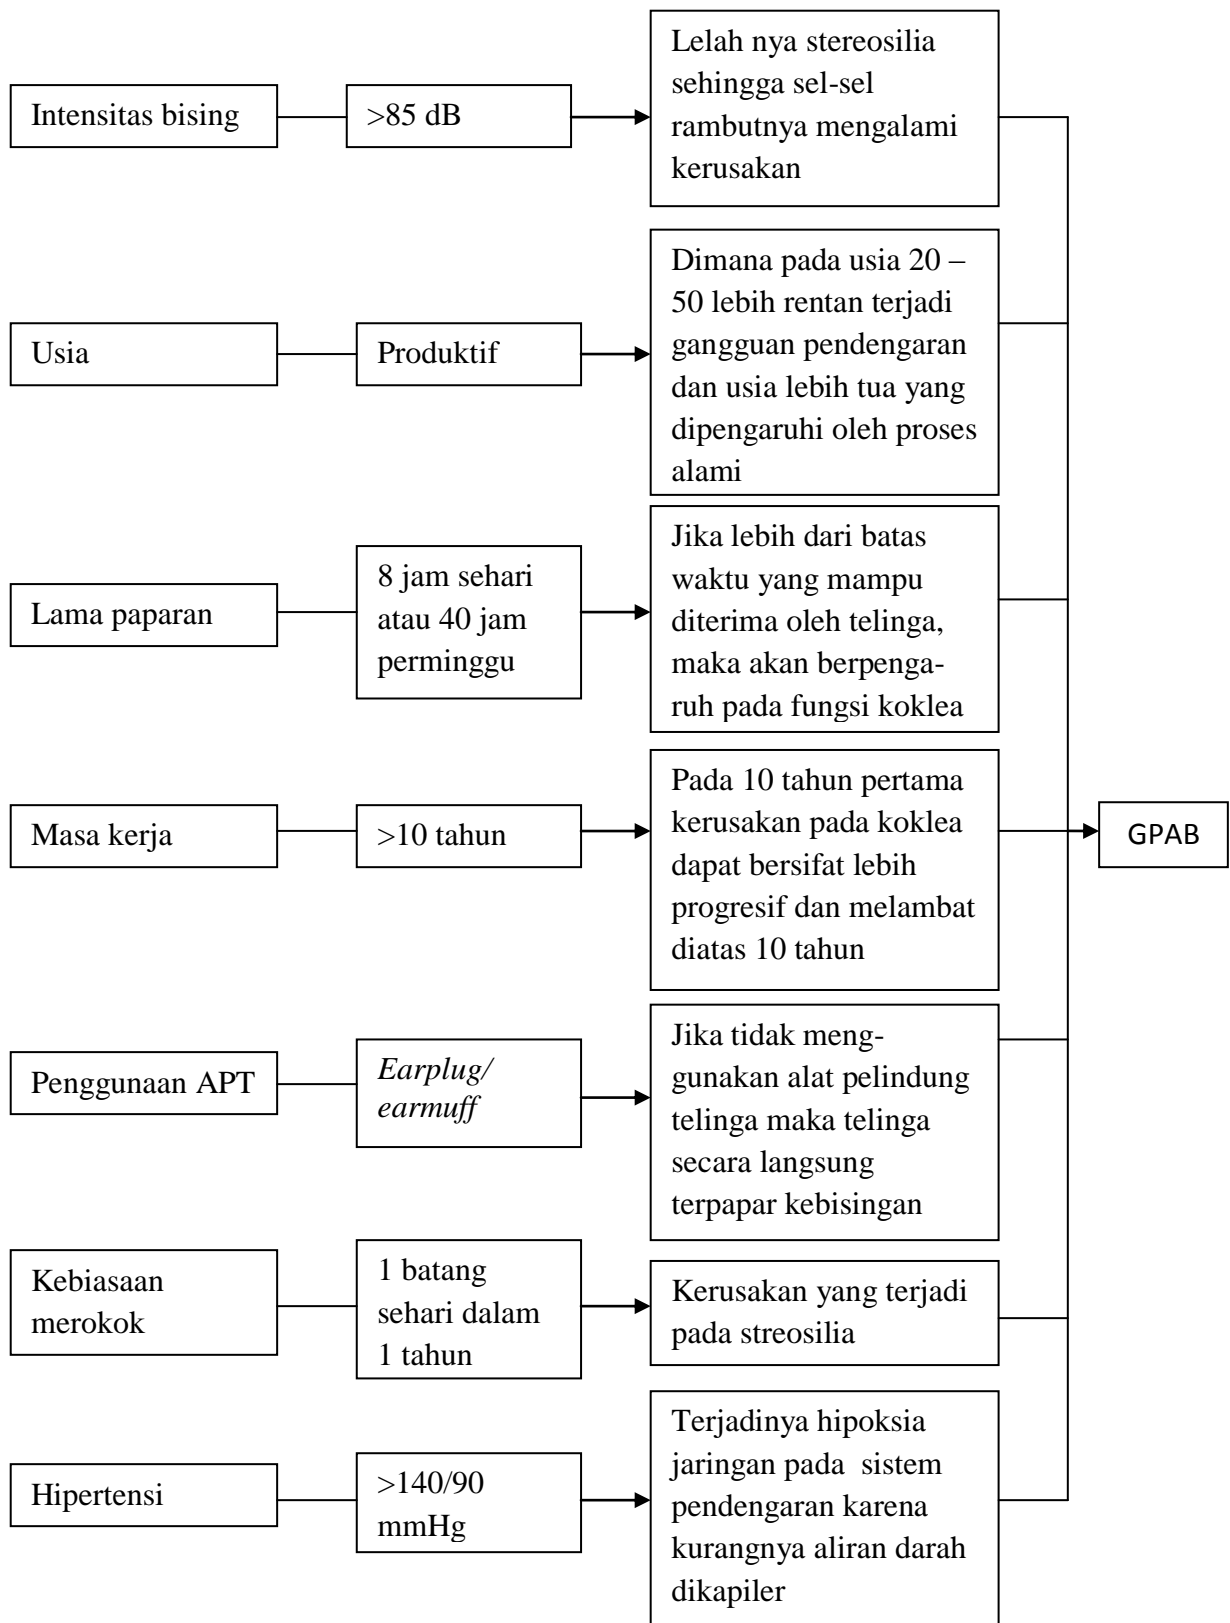 Intensitas bising
>85 dB
Lelah nya stereosilia
sehingga sel-sel
rambutnya mengalami
kerusakan
Usia
Produktif
Dimana pada usia 20 –
50 lebih rentan terjadi
gangguan pendengaran
dan usia lebih tua yang
dipengaruhi oleh proses
alami
Lama paparan
8 jam sehari
atau 40 jam
perminggu
Jika lebih dari batas
waktu yang mampu
diterima oleh telinga,
maka akan berpenga-
ruh pada fungsi koklea
Masa kerja
>10 tahun
Pada 10 tahun pertama
kerusakan pada koklea
dapat bersifat lebih
progresif dan melambat
diatas 10 tahun
GPAB
Penggunaan APT
Earplug/
earmuff
Jika tidak meng-
gunakan alat pelindung
telinga maka telinga
secara langsung
terpapar kebisingan
Kebiasaan
merokok
1 batang
sehari dalam
1 tahun
Kerusakan yang terjadi
pada streosilia
Hipertensi
>140/90
mmHg
Terjadinya hipoksia
jaringan pada sistem
pendengaran karena
kurangnya aliran darah
dikapiler